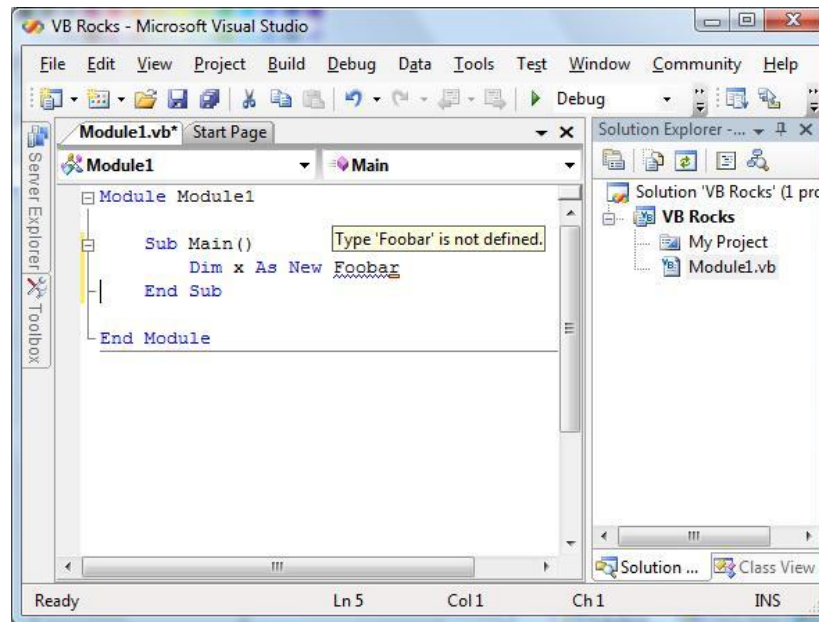 VB Rocks - Microsoft Visual Studio
File Edit View Project Build Debug Data Tools Test Window Community Help
Debug
Server Explorer
Toolbox
Module1.vb* Start Page
Module1 Main
Module Module1
Sub Main()
Type 'Foobar' is not defined.
Dim x As New Foobar
End Sub
End Module
Solution Explorer -...
Solution 'VB Rocks' (1 pro
VB Rocks
My Project
Module1.vb
Solution ... Class View
Ready Ln 5 Col 1 Ch 1 INS